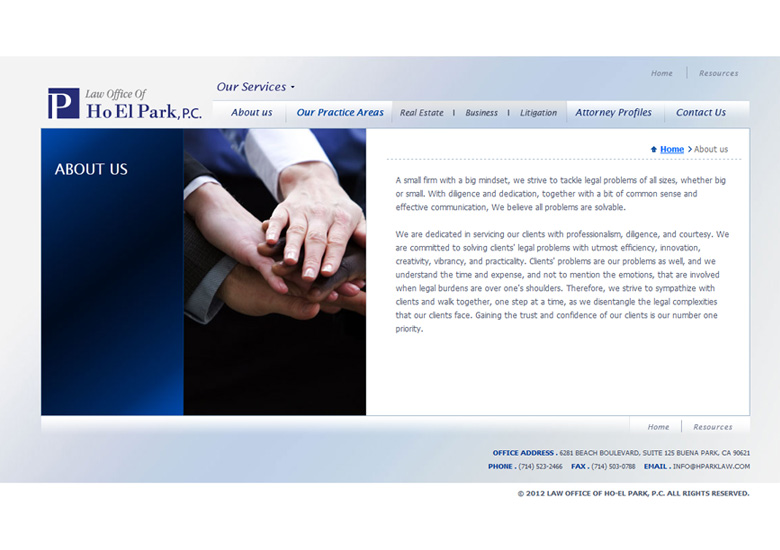 Home Resources
Our Services
Law Office Of
Ho El Park, P.C.
About us Our Practice Areas Real Estate I Business I Litigation Attorney Profiles Contact Us
ABOUT US
Home > About us
A small firm with a big mindset, we strive to tackle legal problems of all sizes, whether big
or small. With diligence and dedication, together with a bit of common sense and
effective communication, We believe all problems are solvable.
We are dedicated in servicing our clients with professionalism, diligence, and courtesy. We
are committed to solving clients' legal problems with utmost efficiency, innovation,
creativity, vibrancy, and practicality. Clients' problems are our problems as well, and we
understand the time and expense, and not to mention the emotions, that are involved
when legal burdens are over one's shoulders. Therefore, we strive to sympathize with
clients and walk together, one step at a time, as we disentangle the legal complexities
that our clients face. Gaining the trust and confidence of our clients is our number one
priority.
Home Resources
OFFICE ADDRESS . 6281 BEACH BOULEVARD, SUITE 125 BUENA PARK, CA 90621
PHONE . (714) 523-2466 FAX . (714) 503-0788 EMAIL . INFO@HPARKLAW.COM
© 2012 LAW OFFICE OF HO-EL PARK, P.C. ALL RIGHTS RESERVED.